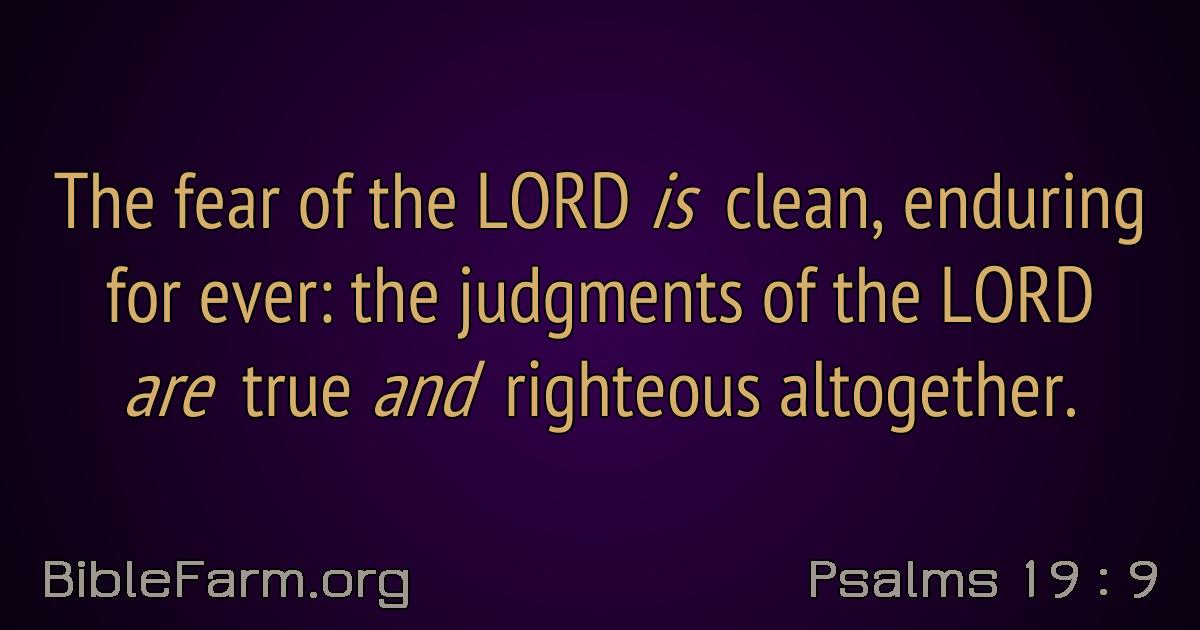 The fear of the LORD is clean, enduring
for ever: the judgments of the LORD
are true and righteous altogether.
BibleFarm.org
Psalms 19 : 9